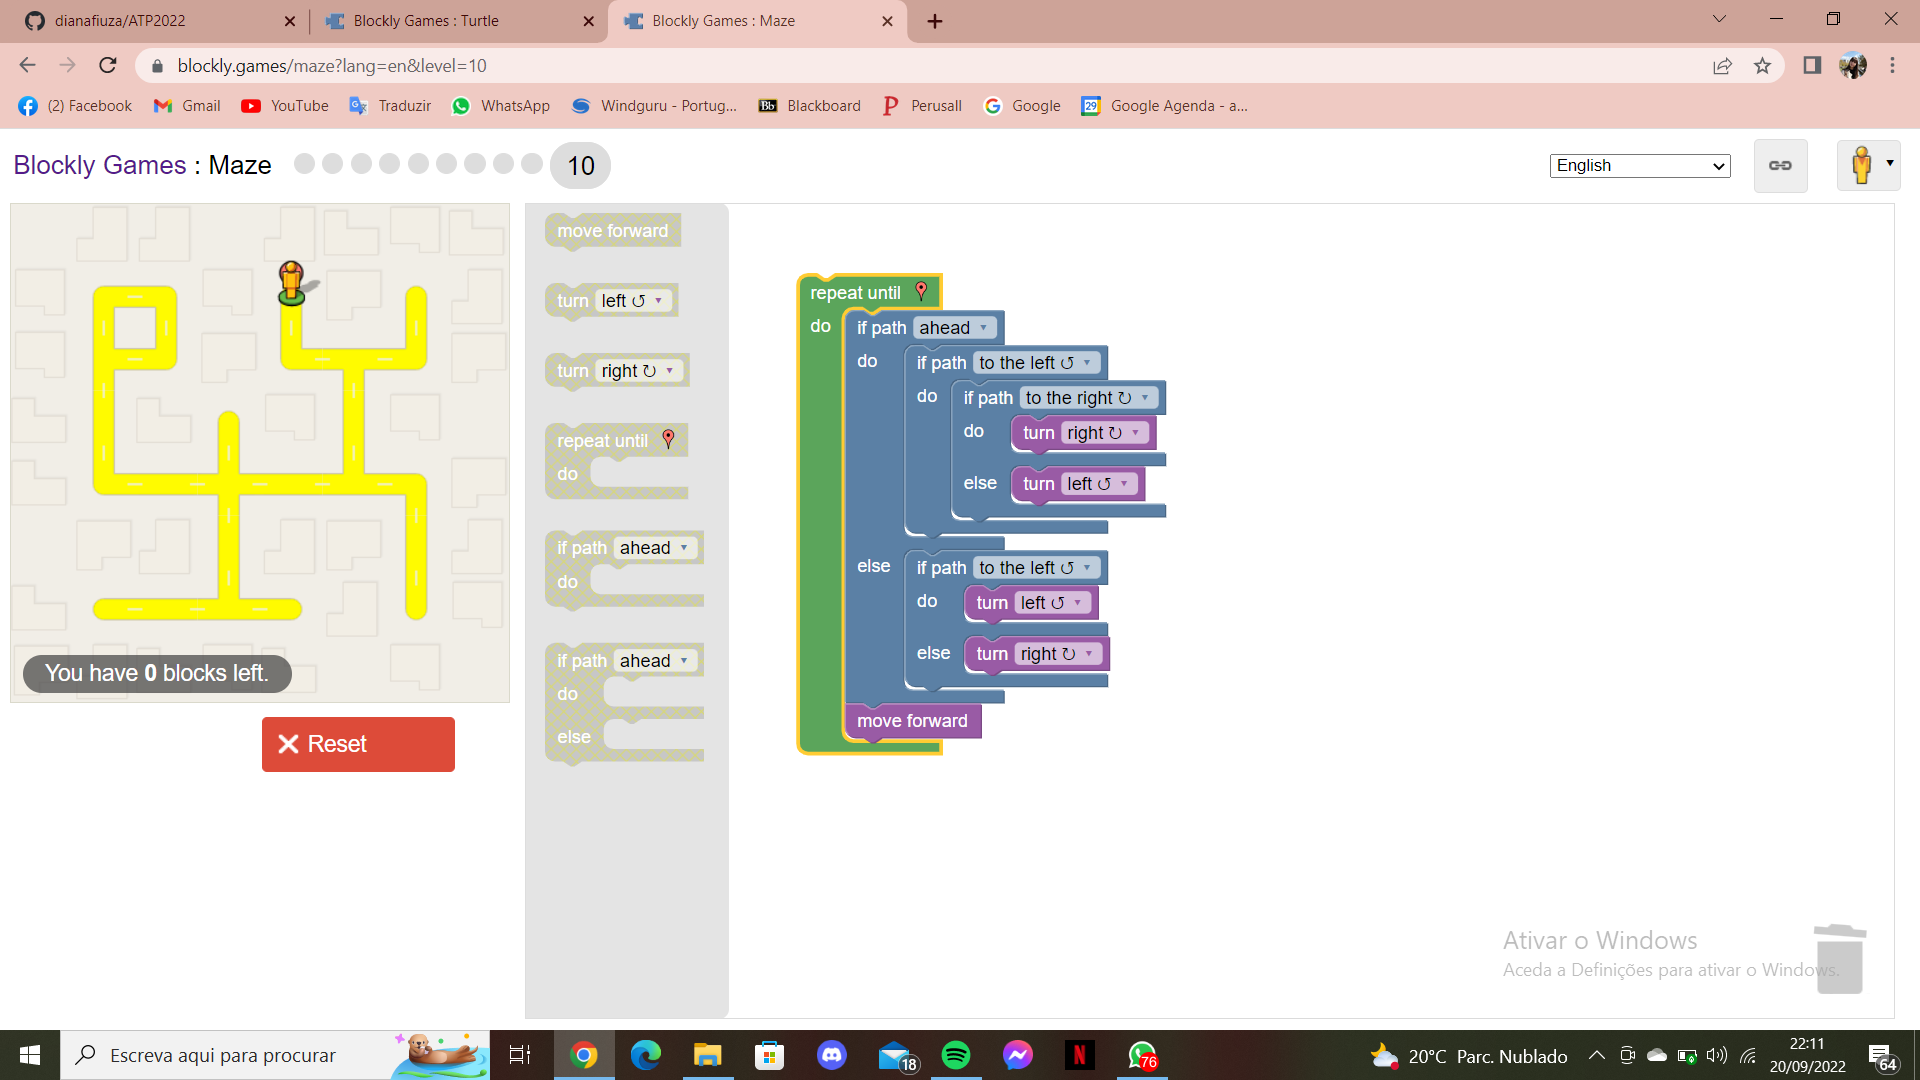 dianafiuza/ATP2022
Blockly Games : Turtle
Blockly Games : Maze
blockly.games/maze?lang=en&level=10
(2) Facebook
Gmail
YouTube
Traduzir
WhatsApp
Windguru - Portug...
Bb
Blackboard
Perusall
Google
29
Google Agenda - a...
Blockly Games : Maze
10
English
You have 0 blocks left.
Reset
move forward
turn left ↺
turn right ↻
repeat until
do
if path ahead
do
if path ahead
do
else
repeat until
do
if path ahead
do
if path to the left ↺
do
if path to the right ↻
do
turn right ↻
else
turn left ↺
else
if path to the left ↺
do
turn left ↺
else
turn right ↻
move forward
Ativar o Windows
Aceda a Definições para ativar o Windows.
Escreva aqui para procurar
18
N
76
20°C Parc. Nublado
22:11
20/09/2022
64